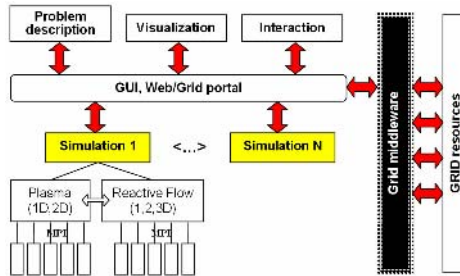 Problem
description
Visualization
Interaction
GUI, Web/Grid portal
Simulation 1
<...>
Simulation N
Plasma
(1D,2D)
Reactive Flow
(1,2,3D)
MPI
MPI
Grid middleware
GRID resources